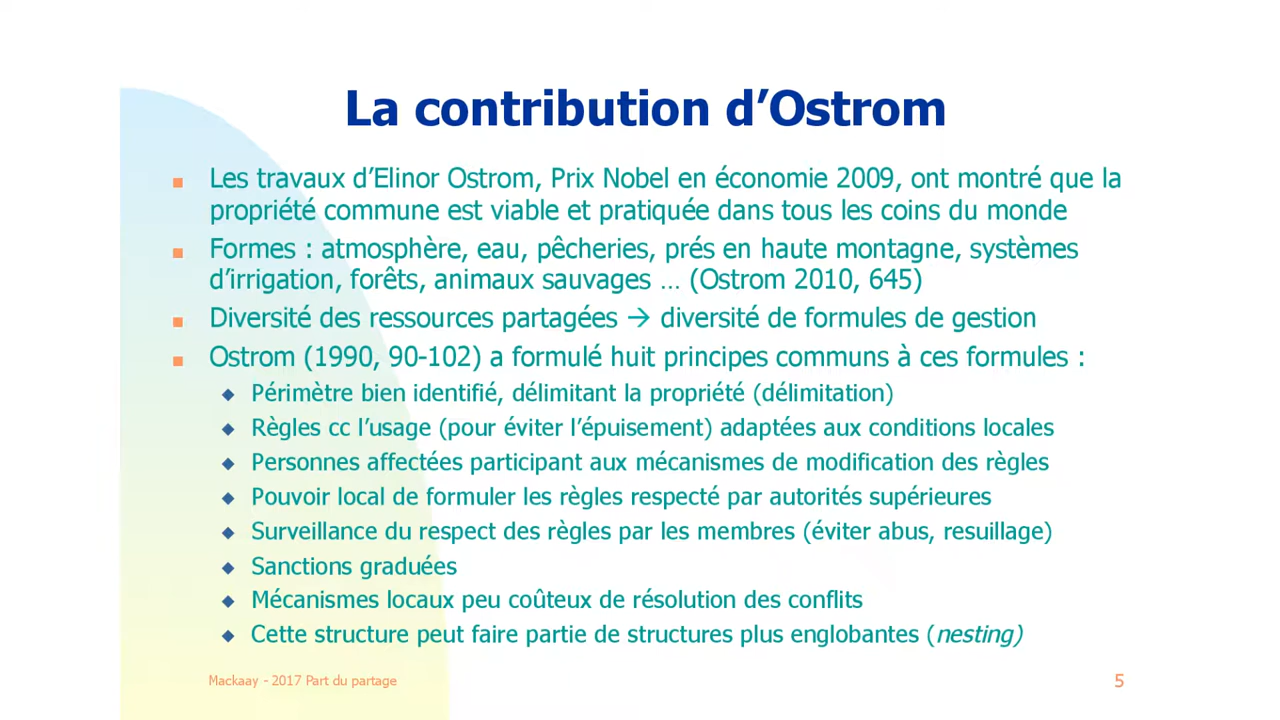 La contribution d’Ostrom
Les travaux d’Elinor Ostrom, Prix Nobel en économie 2009, ont montré que la
propriété commune est viable et pratiquée dans tous les coins du monde
Formes : atmosphère, eau, pêcheries, prés en haute montagne, systèmes
d’irrigation, forêts, animaux sauvages … (Ostrom 2010, 645)
Diversité des ressources partagées → diversité de formules de gestion
Ostrom (1990, 90-102) a formulé huit principes communs à ces formules :
Périmètre bien identifié, délimitant la propriété (délimitation)
Règles cc l’usage (pour éviter l’épuisement) adaptées aux conditions locales
Personnes affectées participant aux mécanismes de modification des règles
Pouvoir local de formuler les règles respecté par autorités supérieures
Surveillance du respect des règles par les membres (éviter abus, resuillage)
Sanctions graduées
Mécanismes locaux peu coûteux de résolution des conflits
Cette structure peut faire partie de structures plus englobantes (nesting)
Mackaay - 2017 Part du partage
5